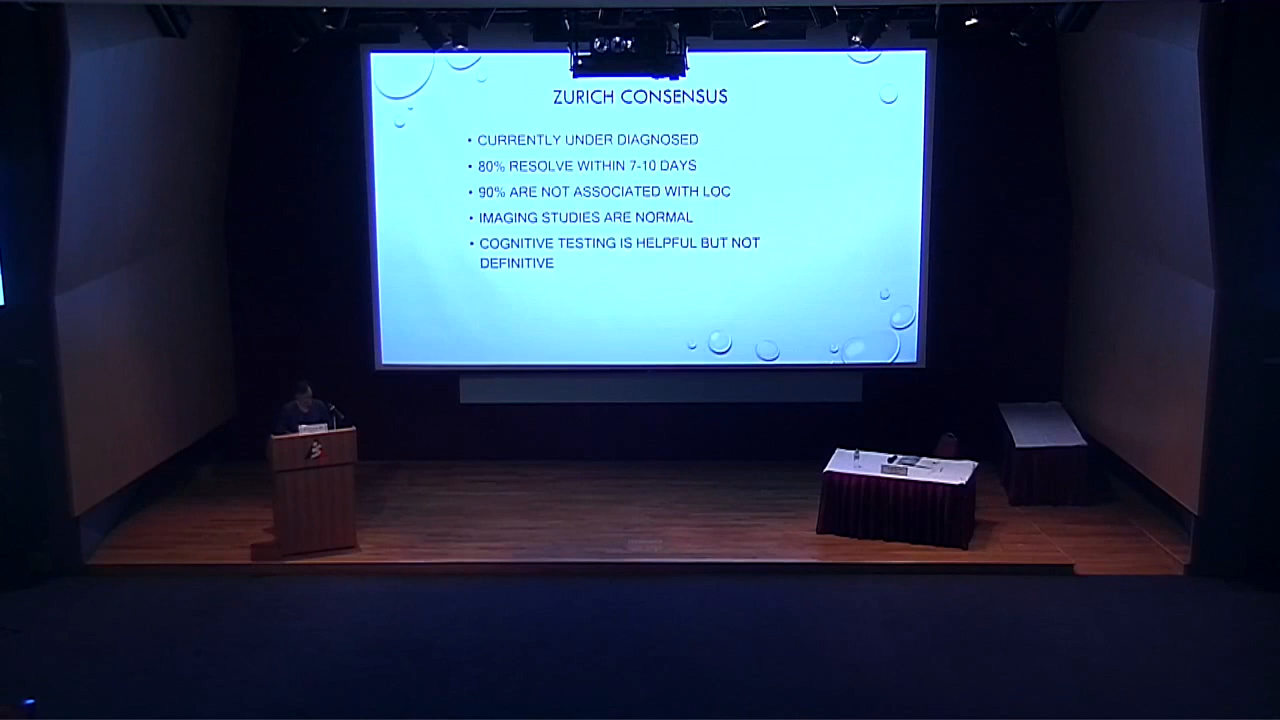 ZURICH CONSENSUS
• CURRENTLY UNDER DIAGNOSED
• 80% RESOLVE WITHIN 7-10 DAYS
• 90% ARE NOT ASSOCIATED WITH LOC
• IMAGING STUDIES ARE NORMAL
• COGNITIVE TESTING IS HELPFUL BUT NOT
DEFINITIVE